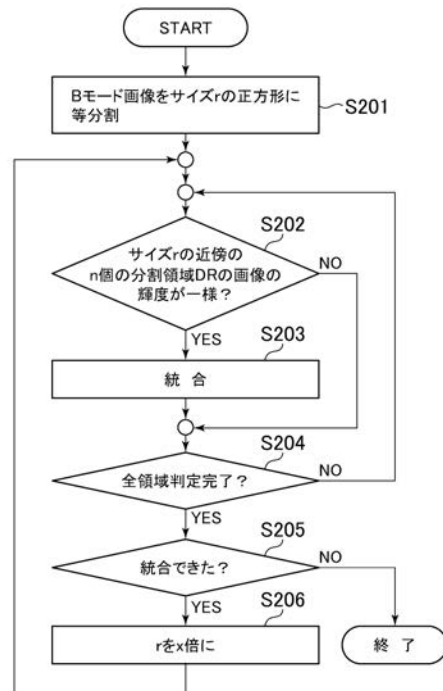 START
Bモード画像をサイズrの正方形に
等分割
S201
S202
サイズrの近傍の
n個の分割領域DRの画像の
輝度が一様？
NO
YES
S203
統 合
S204
全領域判定完了？
NO
YES
S205
統合できた？
NO
YES
S206
rをx倍に
終 了